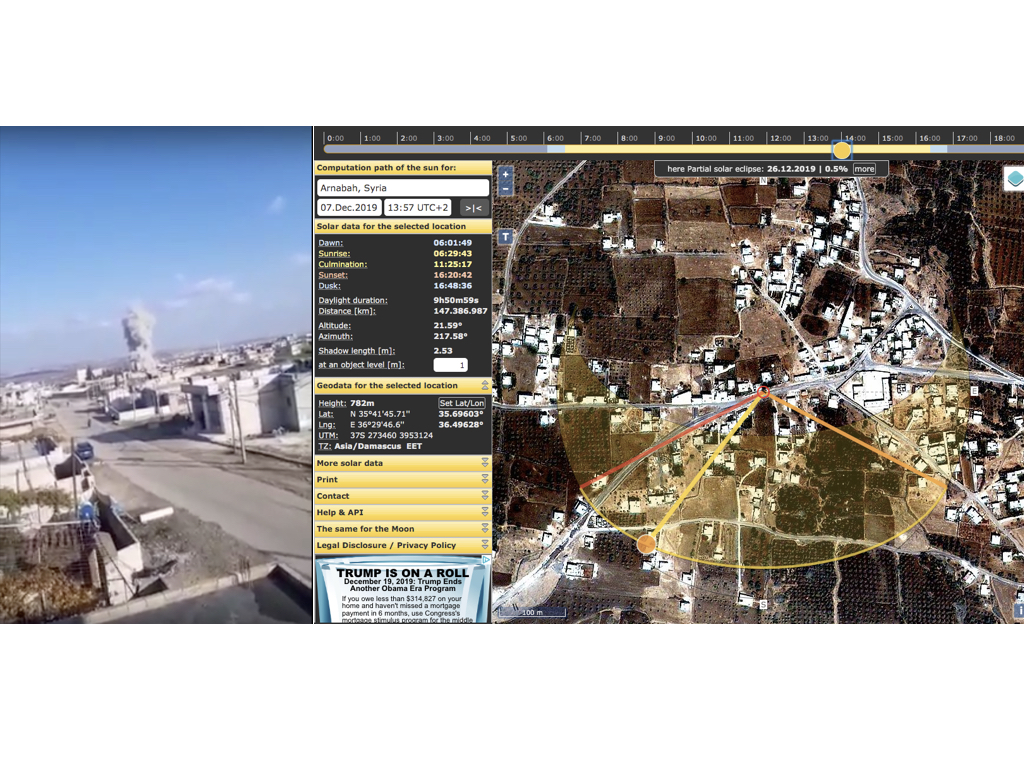 0:00 1:00 2:00 3:00 4:00 5:00 6:00 7:00 8:00 9:00 10:00 11:00 12:00 13:00 14:00 15:00 16:00 17:00 18:00
here Partial solar eclipse: 26.12.2019 | 0.5% more
Computation path of the sun for:
Arnabah, Syria
07.Dec.2019 13:57 UTC+2 >|<
Solar data for the selected location
Dawn: 06:01:49
Sunrise: 06:29:43
Culmination: 11:25:17
Sunset: 16:20:42
Dusk: 16:48:36
Daylight duration: 9h50m59s
Distance [km]: 147.386.987
Altitude: 21.59°
Azimuth: 217.58°
Shadow length [m]: 2.53
at an object level [m]: 1
Geodata for the selected location
Height: 782m Set Lat/Lon
Lat: N 35°41'45.71" 35.69603°
Lng: E 36°29'46.6" 36.49628°
UTM: 37S 273460 3953124
TZ: Asia/Damascus EET
More solar data
Print
Contact
Help & API
The same for the Moon
Legal Disclosure / Privacy Policy
TRUMP IS ON A ROLL
December 19, 2019: Trump Ends
Another Obama Era Program
If you owe less than $314,827 on your
home and haven't missed a mortgage
payment in 6 months, use Congress's
mortgage stimulus program for the middle
+
−
T
W
E
S
100 m
i